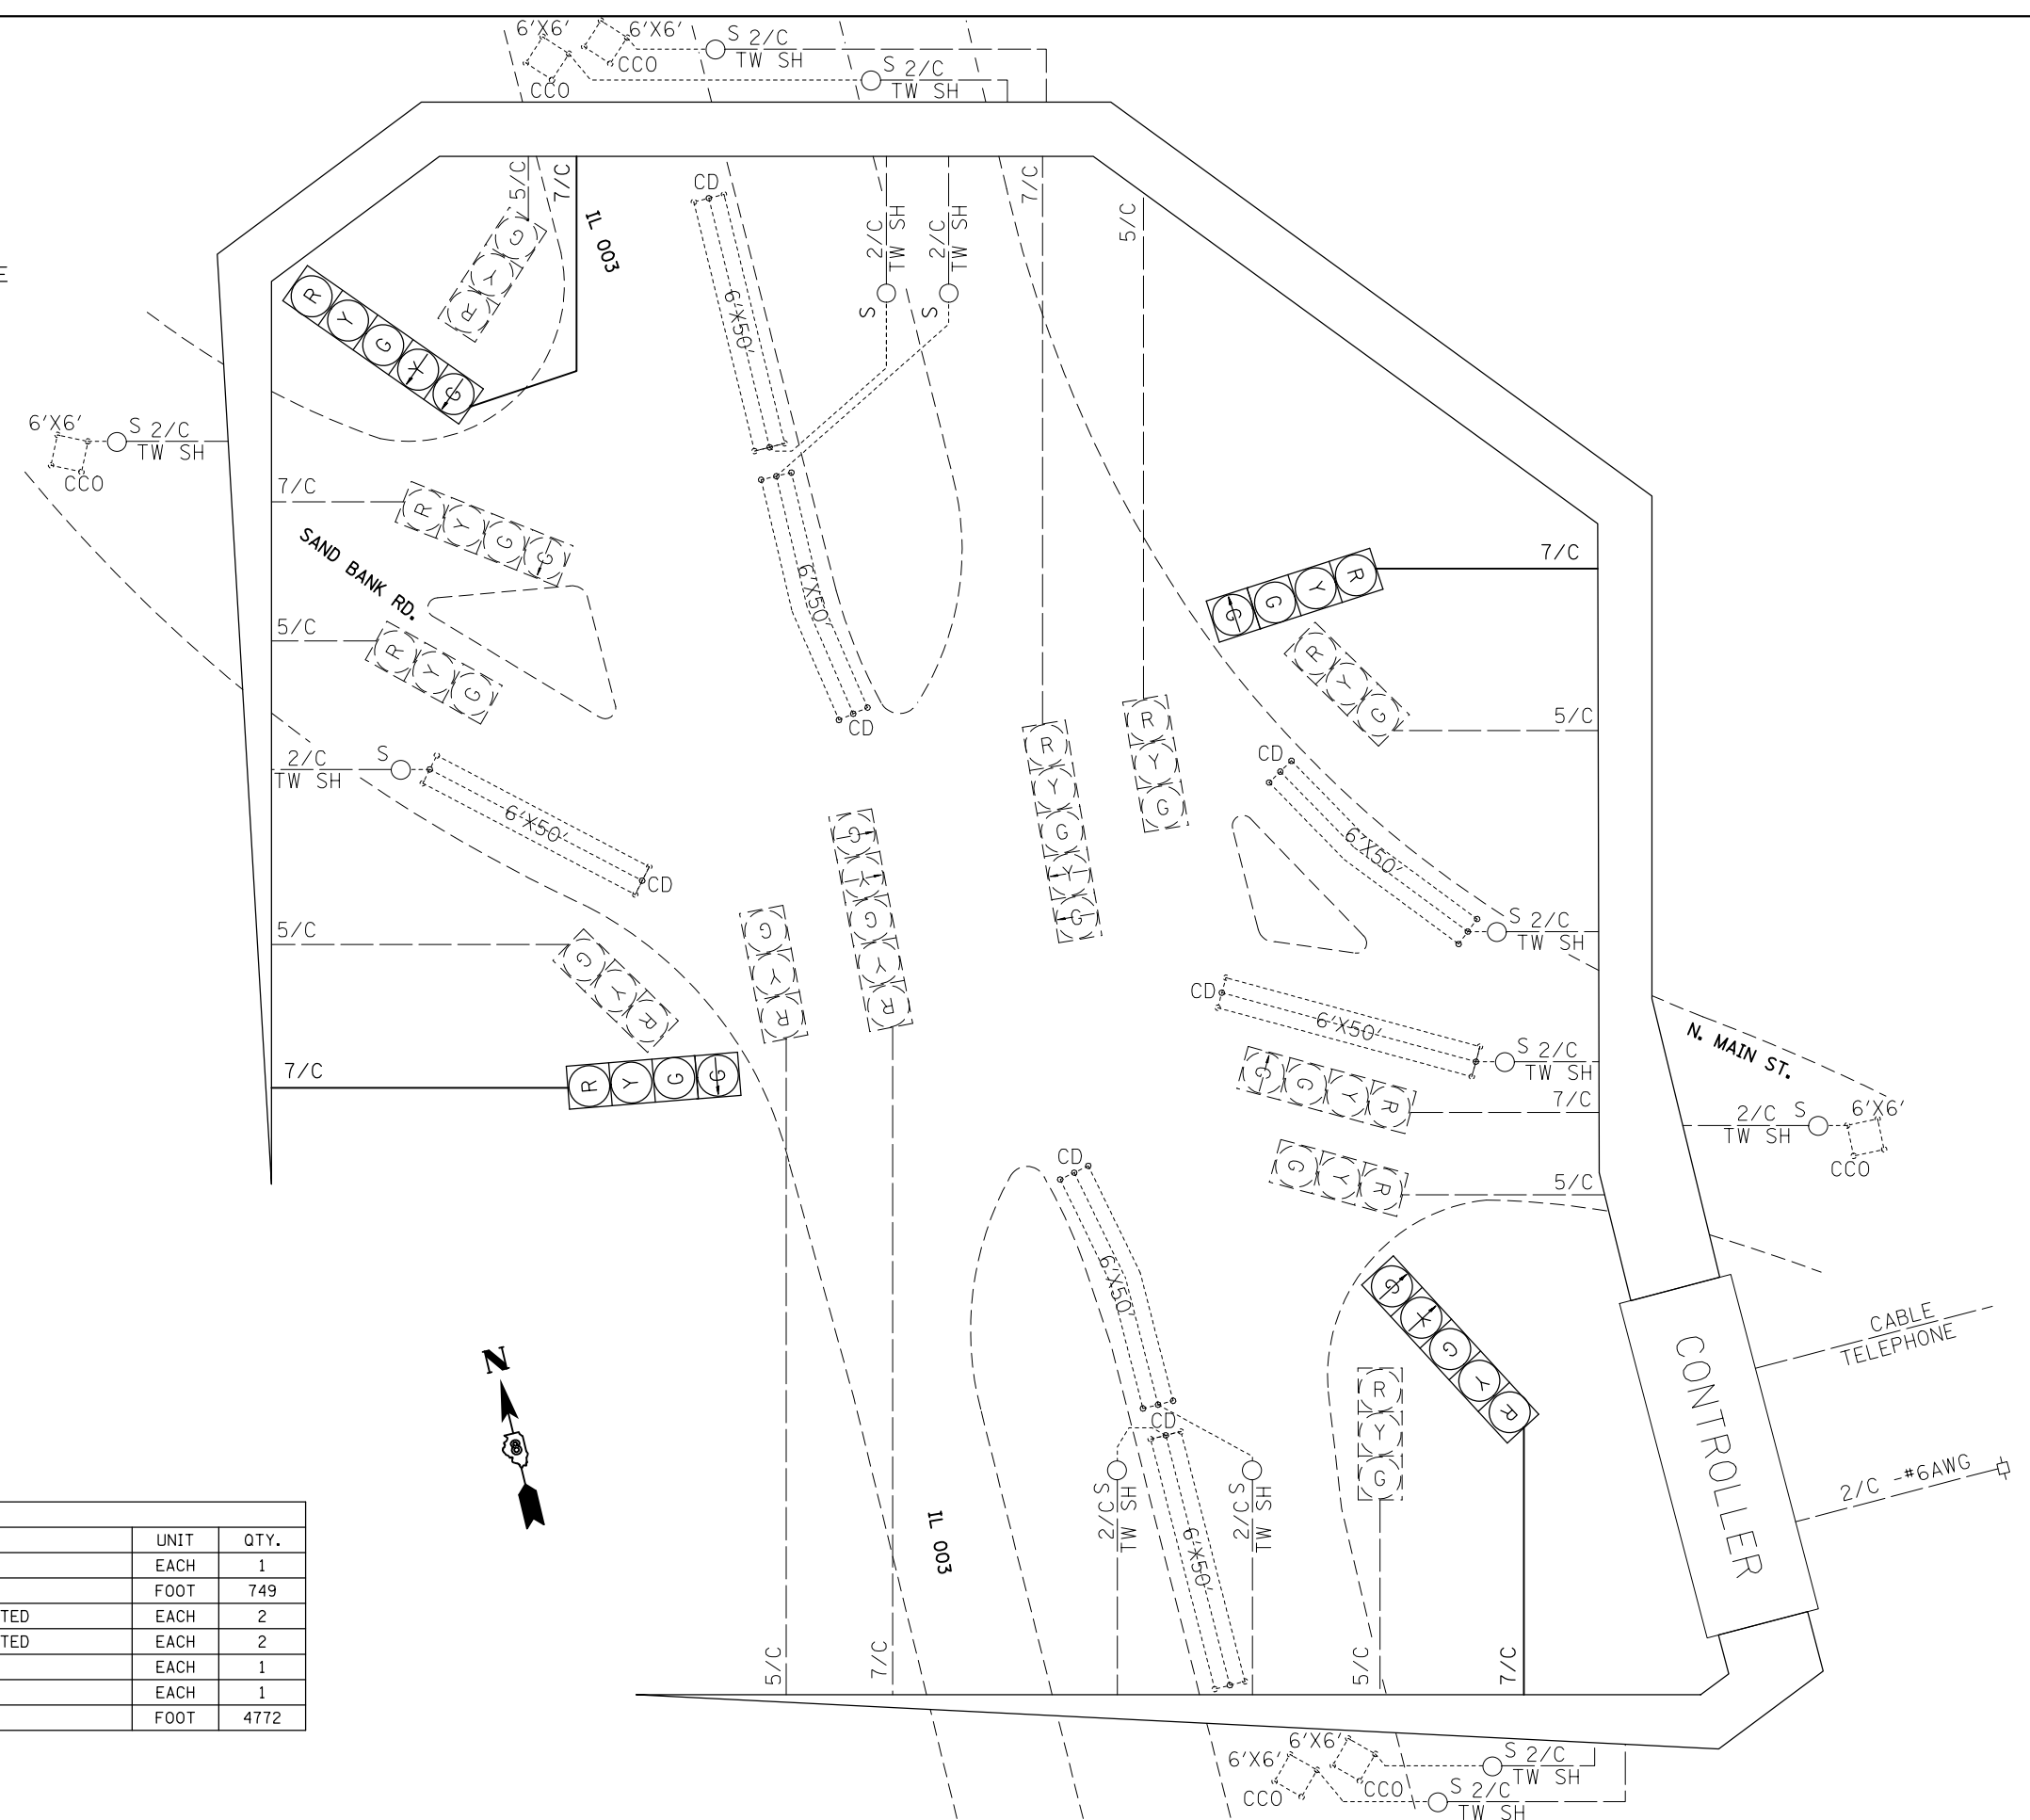 6'X6'
6'X6'
S 2/C
TW SH
CCO
S 2/C
TW SH
CCO
E
5/C
7/C
IL 003
CD
2/C
TW SH
2/C
TW SH
7/C
5/C
G
Y
R
6'X50'
S
S
R
Y
G
Y
G
6'X6'
S 2/C
TW SH
CCO
7/C
R
Y
G
G
SAND BANK RD.
7/C
R
Y
G
G
6'X50'
5/C
R
Y
G
R
Y
G
5/C
CD
R
Y
G
Y
G
R
Y
G
2/C
TW SH
S
6'X50'
CD
CD
6'X50'
G
Y
G
Y
R
5/C
G
Y
R
G
Y
R
S 2/C
TW SH
CD
6'X50'
S 2/C
TW SH
N. MAIN ST.
7/C
R
Y
G
G
G
G
Y
R
7/C
2/C
TW SH
S
6'X6'
CCO
CD
G
Y
R
5/C
6'X50'
G
Y
G
Y
R
CABLE
TELEPHONE
N
8
R
Y
G
CONTROLLER
CD
2/C
TW SH
S
2/C
TW SH
S
2/C -#6AWG
6'X50'
IL 003
5/C
7/C
5/C
7/C
UNIT QTY.
EACH 1
FOOT 749
TED EACH 2
TED EACH 2
EACH 1
EACH 1
FOOT 4772
6'X6'
6'X6'
S 2/C
TW SH
CCO
CCO
S 2/C
TW SH